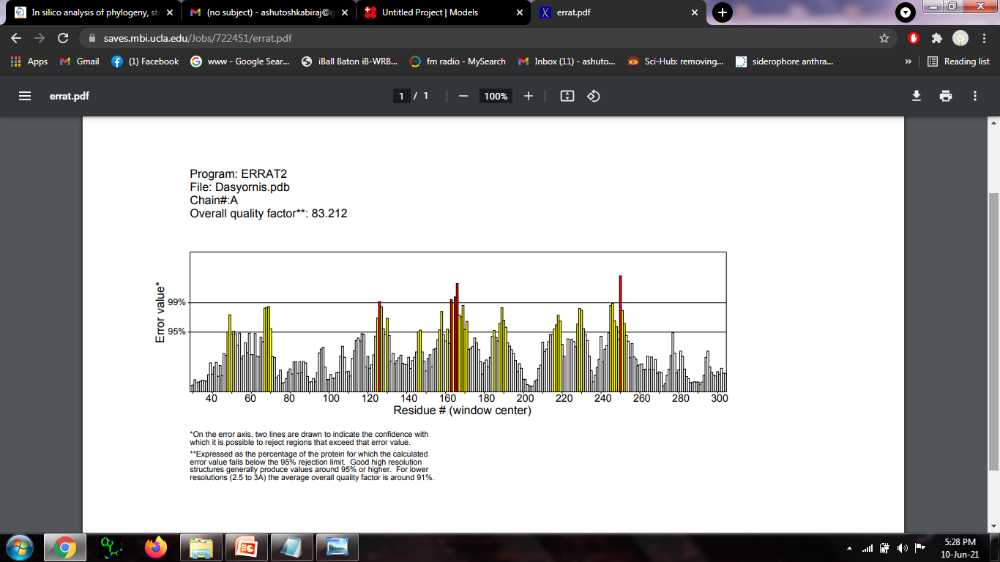 In silico analysis of phylogeny, st
(no subject) - ashutoshkabiraj@g
Untitled Project | Models
errat.pdf
saves.mbi.ucla.edu/Jobs/722451/errat.pdf
Apps
Gmail
(1) Facebook
www - Google Sear...
iBall Baton iB-WRB...
fm radio - MySearch
Inbox (11) - ashuto...
Sci-Hub: removing...
siderophore anthra...
»
Reading list
errat.pdf
1 / 1
100%
Program: ERRAT2
File: Dasyornis.pdb
Chain#:A
Overall quality factor**: 83.212
Error value*
99%
95%
40 60 80 100 120 140 160 180 200 220 240 260 280 300
Residue # (window center)
*On the error axis, two lines are drawn to indicate the confidence with
which it is possible to reject regions that exceed that error value.
**Expressed as the percentage of the protein for which the calculated
error value falls below the 95% rejection limit. Good high resolution
structures generally produce values around 95% or higher. For lower
resolutions (2.5 to 3A) the average overall quality factor is around 91%.
5:28 PM
10-Jun-21